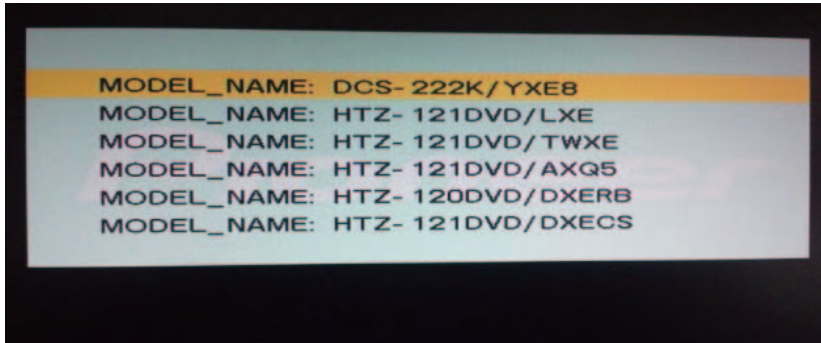 MODEL_NAME: DCS-222K/YXE8
MODEL_NAME: HTZ-121DVD/LXE
MODEL_NAME: HTZ-121DVD/TWXE
MODEL_NAME: HTZ-121DVD/AXQ5
MODEL_NAME: HTZ-120DVD/DXERB
MODEL_NAME: HTZ-121DVD/DXECS